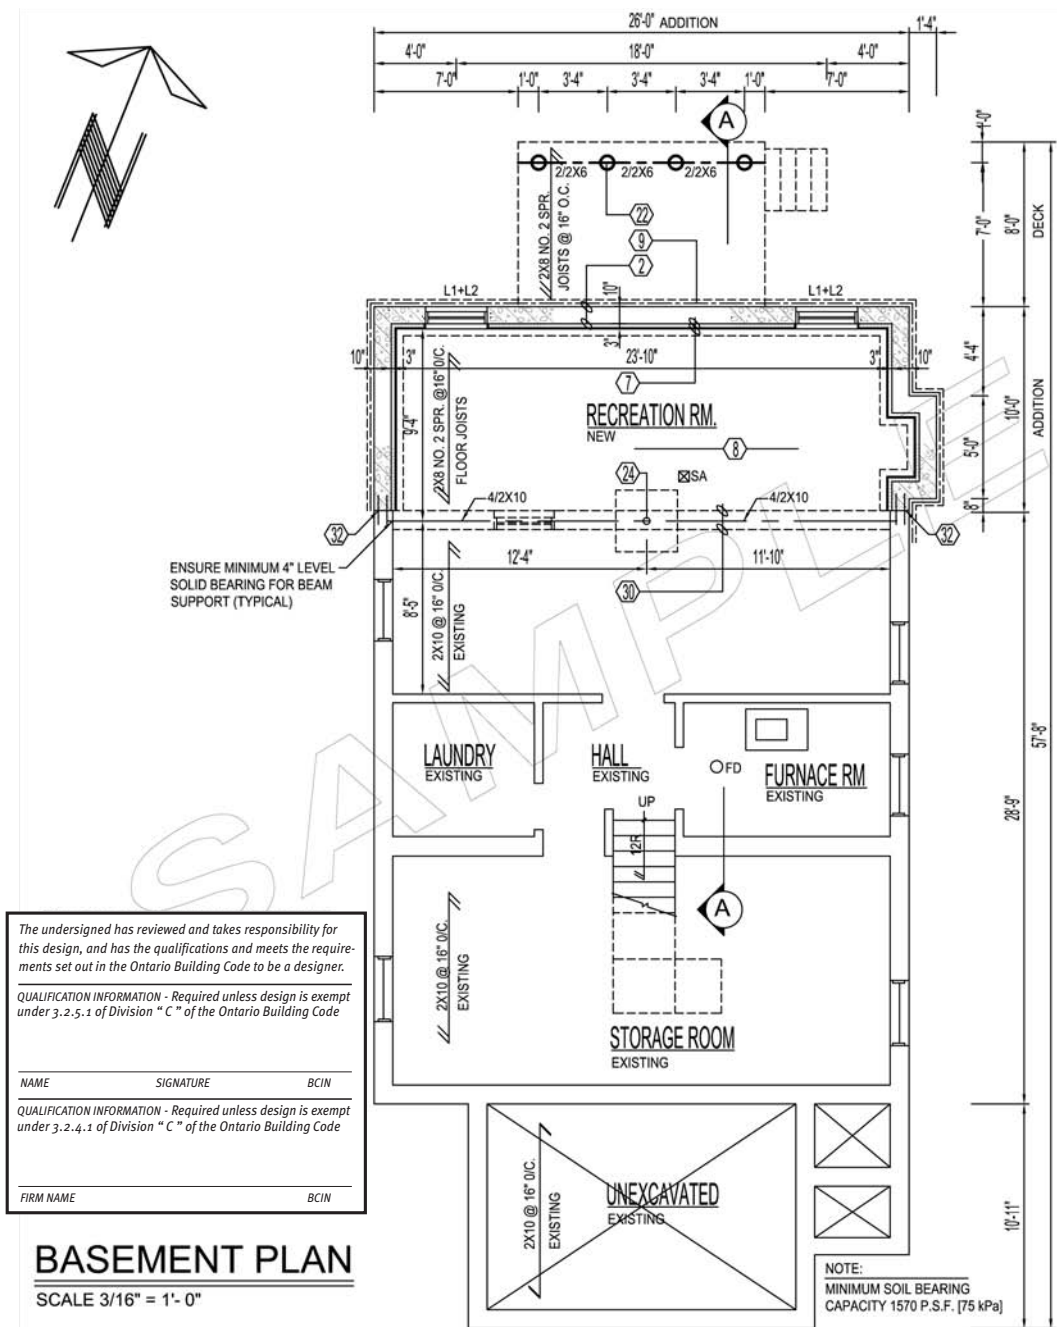 26'-0" ADDITION
1'-4"
4'-0"
18'-0"
4'-0"
7'-0"
1'-0"
3'-4"
3'-4"
3'-4"
1'-0"
7'-0"
A
1'-0"
2/2X6
2/2X6
2/2X6
2X8 NO. 2 SPR.
JOISTS @ 16" O.C.
22
9
2
7'-0"
8'-0"
DECK
L1+L2
10"
L1+L2
3"
10"
3"
23'-10"
3"
10"
4'-4"
7
9'-4"
2X8 NO. 2 SPR. @16" 0/C.
FLOOR JOISTS
RECREATION RM.
NEW
8
10'-0"
ADDITION
5'-0"
24
SA
4/2X10
4/2X10
8"
32
32
ENSURE MINIMUM 4" LEVEL
SOLID BEARING FOR BEAM
SUPPORT (TYPICAL)
12'-4"
11'-10"
30
8'-5"
2X10 @ 16" 0/C.
EXISTING
SAMPLE
57'-8"
LAUNDRY
EXISTING
HALL
EXISTING
FD
FURNACE RM
EXISTING
UP
12R
28'-9"
A
2X10 @ 16" 0/C.
EXISTING
STORAGE ROOM
EXISTING
The undersigned has reviewed and takes responsibility for
this design, and has the qualifications and meets the require-
ments set out in the Ontario Building Code to be a designer.
QUALIFICATION INFORMATION - Required unless design is exempt
under 3.2.5.1 of Division " C " of the Ontario Building Code
NAME SIGNATURE BCIN
QUALIFICATION INFORMATION - Required unless design is exempt
under 3.2.4.1 of Division " C " of the Ontario Building Code
FIRM NAME BCIN
2X10 @ 16" 0/C.
EXISTING
UNEXCAVATED
EXISTING
10'-11"
BASEMENT PLAN
SCALE 3/16" = 1'- 0"
NOTE:
MINIMUM SOIL BEARING
CAPACITY 1570 P.S.F. [75 kPa]